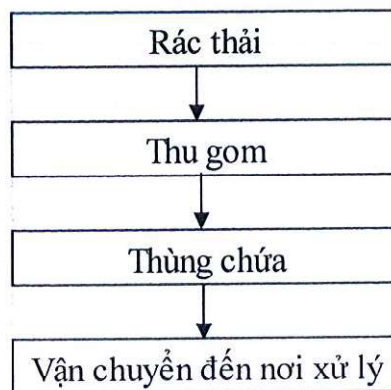 Rác thải
Thu gom
Thùng chứa
Vận chuyển đến nơi xử lý